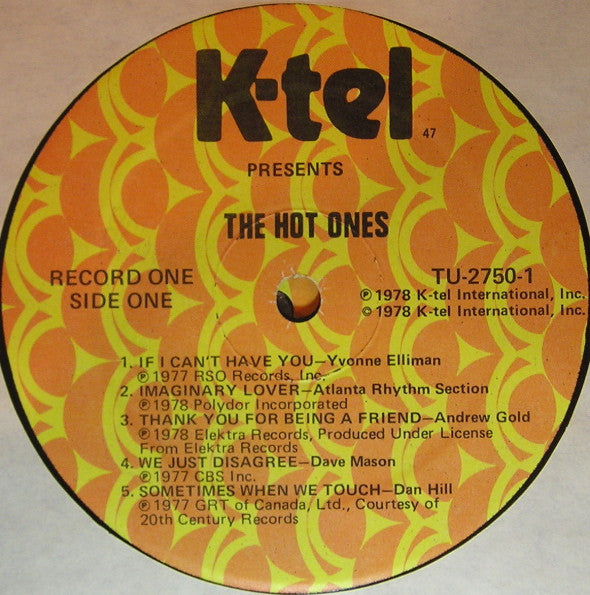 K-tel
47
PRESENTS
THE HOT ONES
RECORD ONE
SIDE ONE
TU-2750-1
℗ 1978 K-tel International, Inc.
© 1978 K-tel International, Inc.
1. IF I CAN'T HAVE YOU—Yvonne Elliman
℗ 1977 RSO Records, Inc.
2. IMAGINARY LOVER—Atlanta Rhythm Section
℗ 1978 Polydor Incorporated
3. THANK YOU FOR BEING A FRIEND—Andrew Gold
℗ 1978 Elektra Records, Produced Under License
From Elektra Records
4. WE JUST DISAGREE—Dave Mason
℗ 1977 CBS Inc.
5. SOMETIMES WHEN WE TOUCH—Dan Hill
℗ 1977 GRT of Canada, Ltd., Courtesy of
20th Century Records